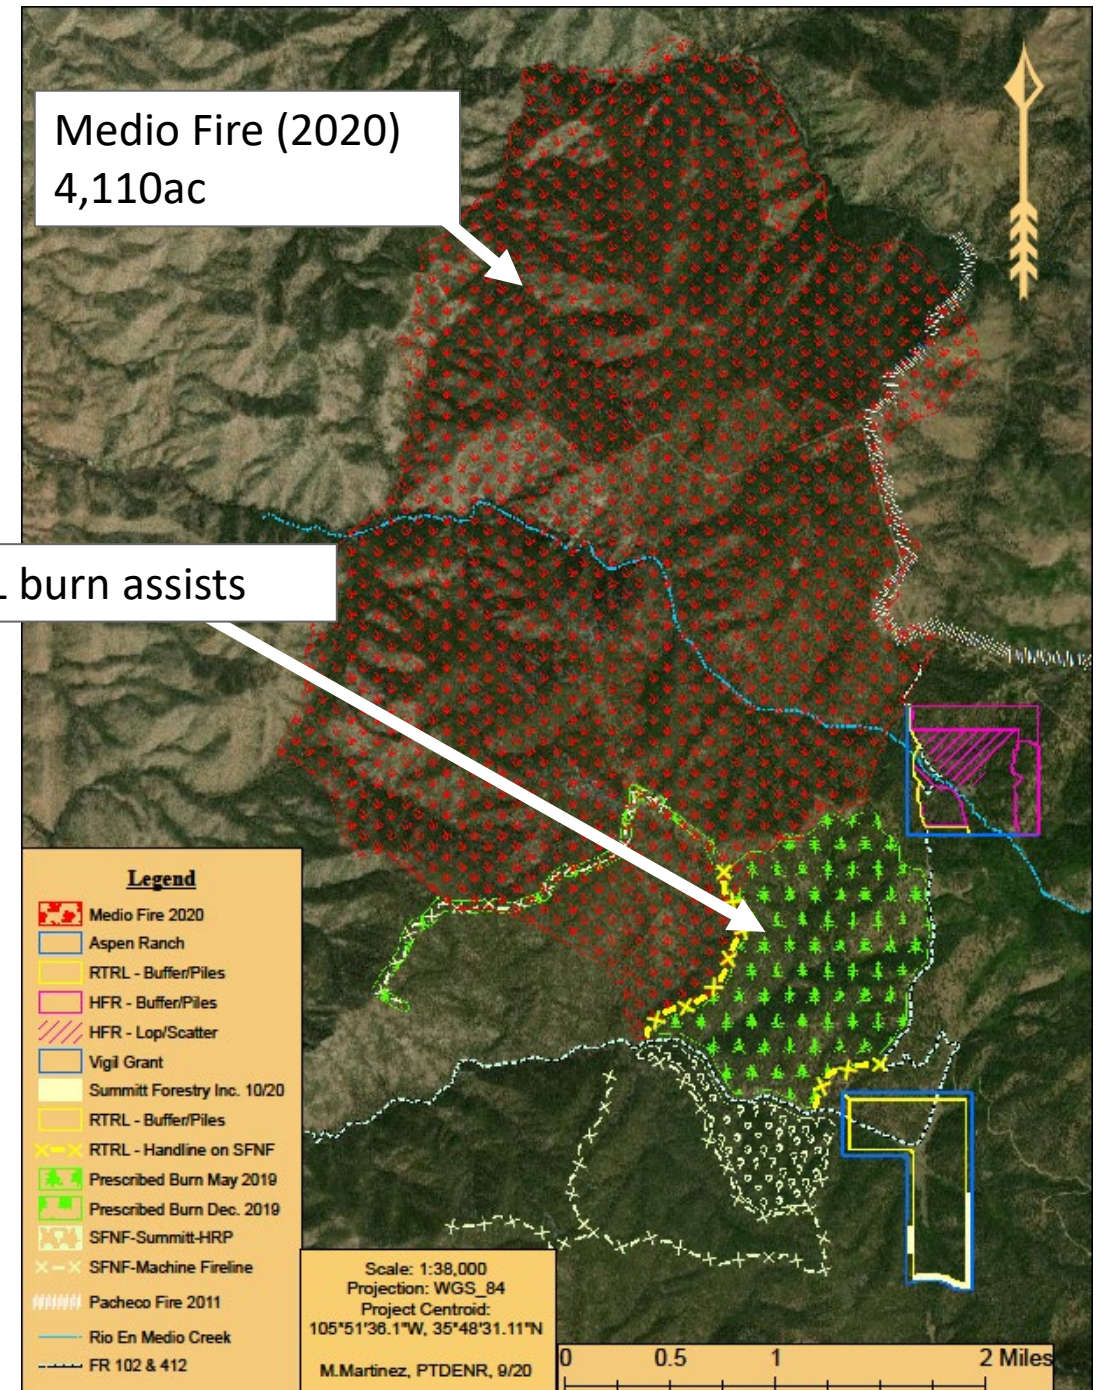 Medio Fire (2020)
4,110ac
L burn assists
Legend
Medio Fire 2020
Aspen Ranch
RTRL - Buffer/Piles
HFR - Buffer/Piles
HFR - Lop/Scatter
Vigil Grant
Summitt Forestry Inc. 10/20
RTRL - Buffer/Piles
RTRL - Handline on SFNF
Prescribed Burn May 2019
Prescribed Burn Dec. 2019
SFNF-Summitt-HRP
SFNF-Machine Fireline
Pacheco Fire 2011
Rio En Medio Creek
FR 102 & 412
Scale: 1:38,000
Projection: WGS_84
Project Centroid:
105°51'36.1"W, 35°48'31.11"N
M.Martinez, PTDENR, 9/20
0 0.5 1 2 Miles